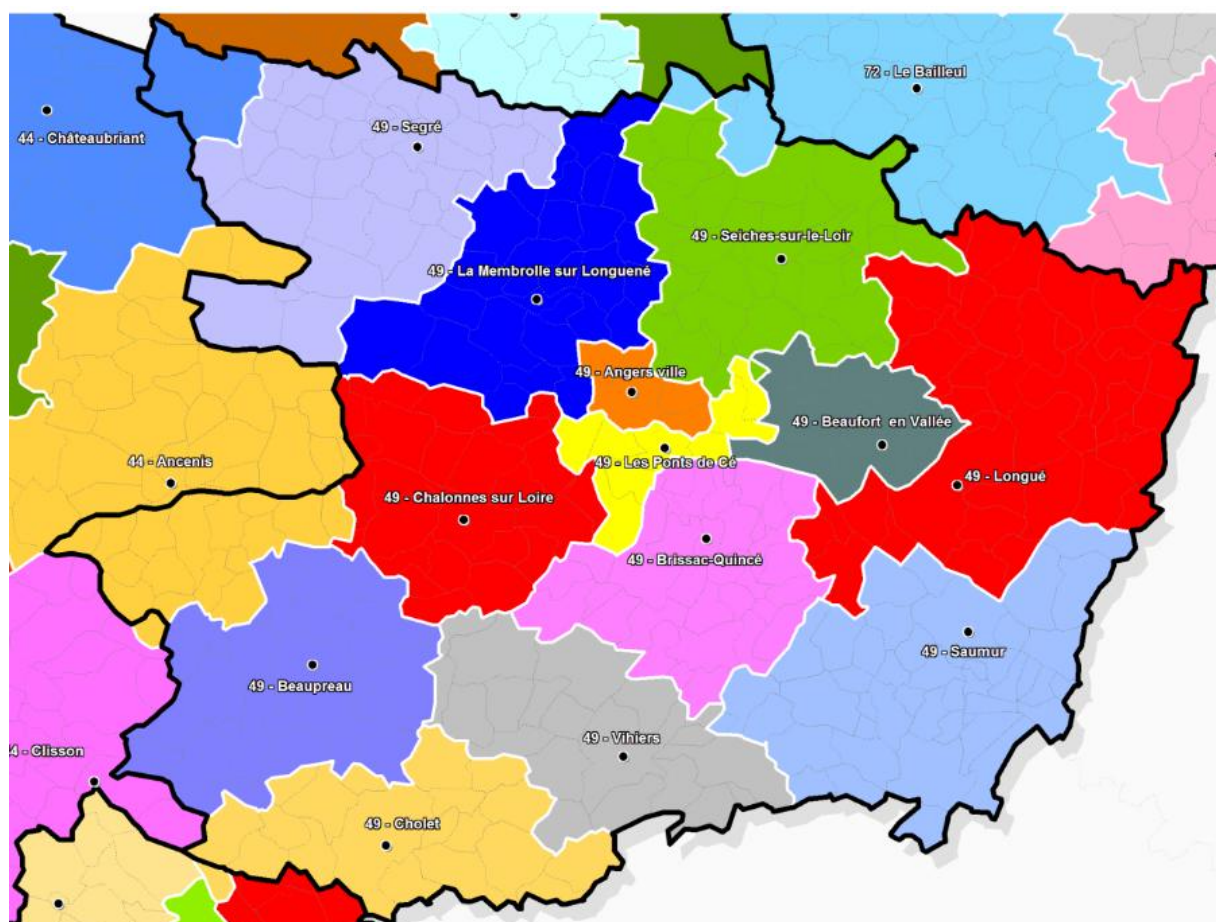 72 - Le Bailleul
44 - Châteaubriant
49 - Segré
49 - Seiches-sur-le-Loir
49 - La Membrolle sur Longuené
49 - Angers ville
49 - Beaufort en Vallée
44 - Ancenis
49 - Les Ponts de Cé
49 - Longué
49 - Chalonnes sur Loire
49 - Brissac-Quincé
49 - Saumur
49 - Beaupreau
49 - Vihiers
4 - Clisson
49 - Cholet